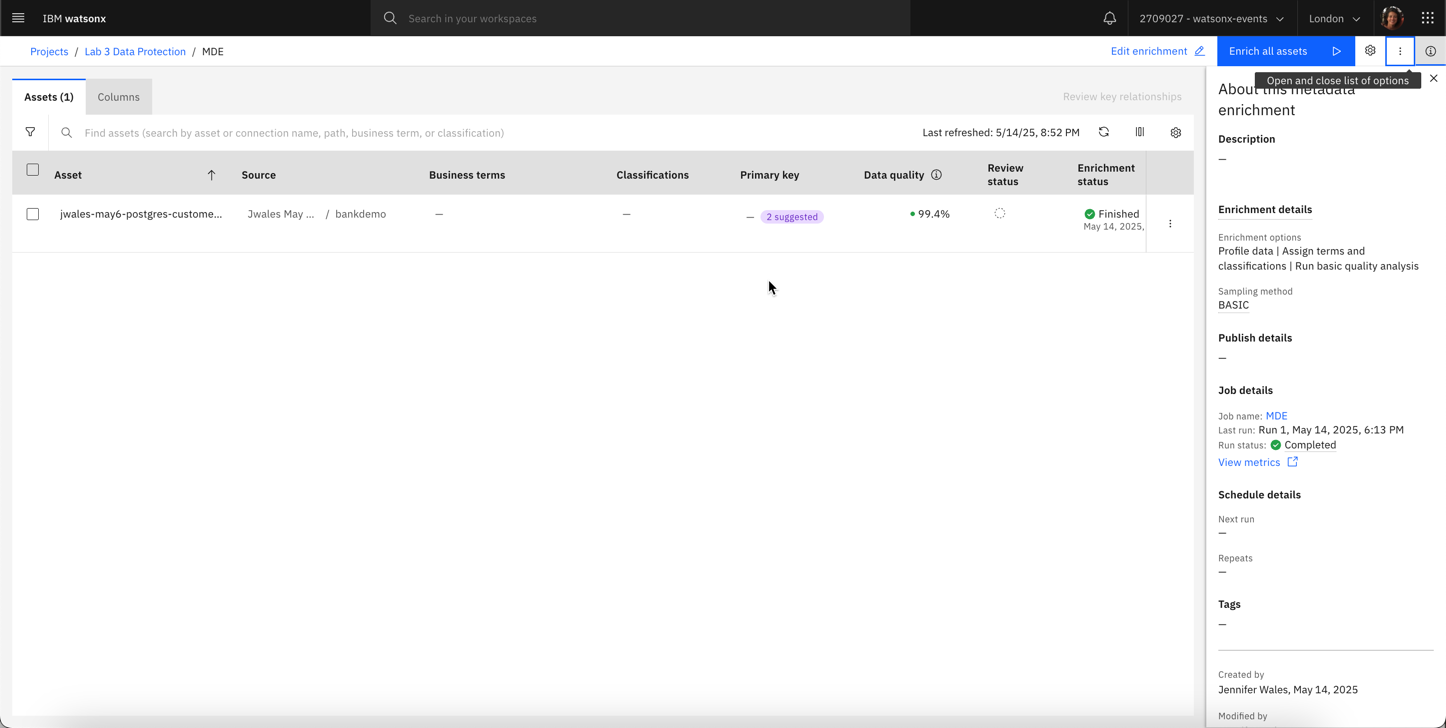 IBM watsonx
Search in your workspaces
2709027 - watsonx-events
London
Projects / Lab 3 Data Protection / MDE
Edit enrichment
Enrich all assets
Open and close list of options
Assets (1)
Columns
Review key relationships
Find assets (search by asset or connection name, path, business term, or classification)
Last refreshed: 5/14/25, 8:52 PM
Asset
Source
Business terms
Classifications
Primary key
Data quality
Review
status
Enrichment
status
jwales-may6-postgres-custome...
Jwales May ... / bankdemo
—
—
— 2 suggested
99.4%
Finished
May 14, 2025,
About this metadata
enrichment
Description
—
Enrichment details
Enrichment options
Profile data | Assign terms and
classifications | Run basic quality analysis
Sampling method
BASIC
Publish details
—
Job details
Job name: MDE
Last run: Run 1, May 14, 2025, 6:13 PM
Run status: Completed
View metrics
Schedule details
Next run
—
Repeats
—
Tags
—
Created by
Jennifer Wales, May 14, 2025
Modified by